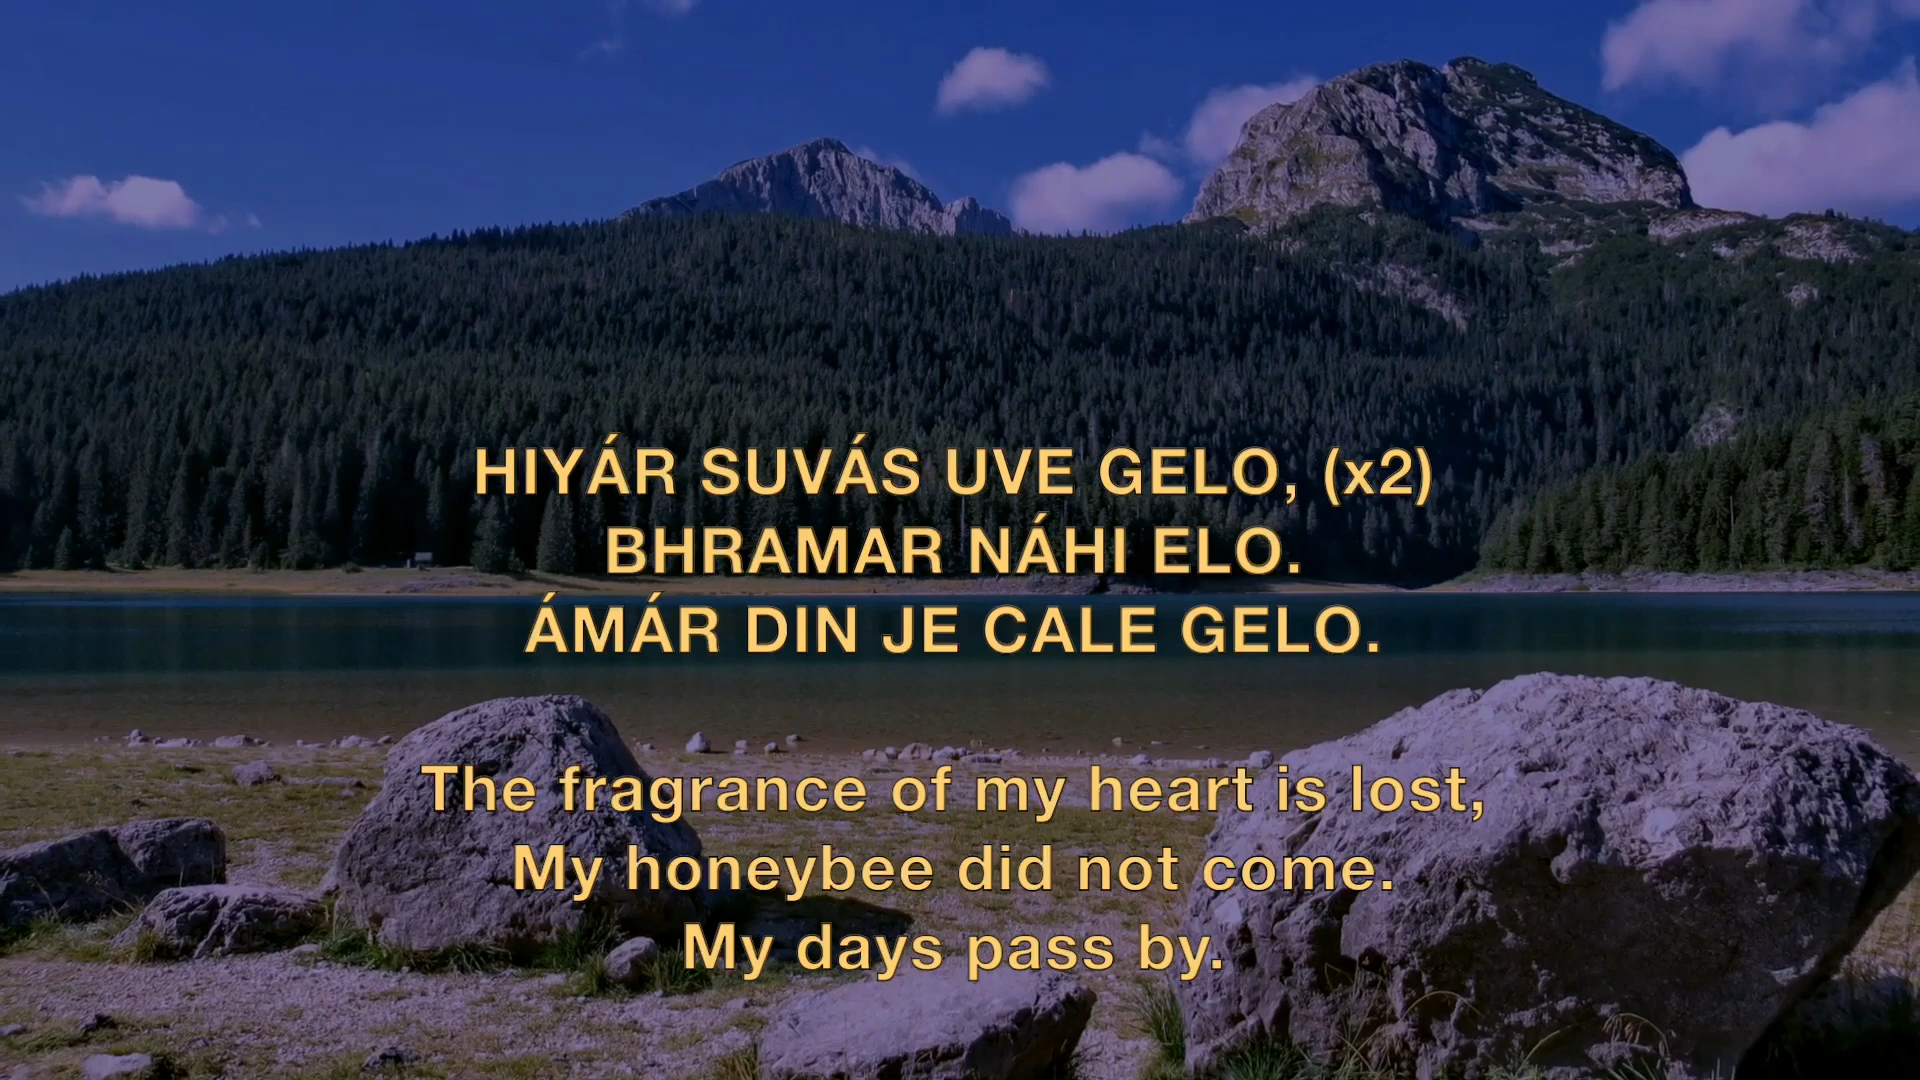 HIYÁR SUVÁS UVE GELO, (x2)
BHRAMAR NÁHI ELO.
ÁMÁR DIN JE CALE GELO.
The fragrance of my heart is lost,
My honeybee did not come.
My days pass by.